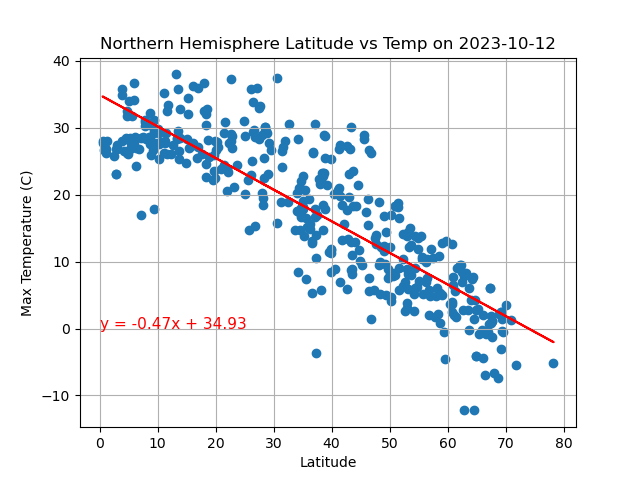 Northern Hemisphere Latitude vs Temp on 2023-10-12
40
30
20
10
0
−10
Max Temperature (C)
y = -0.47x + 34.93
0 10 20 30 40 50 60 70 80
Latitude